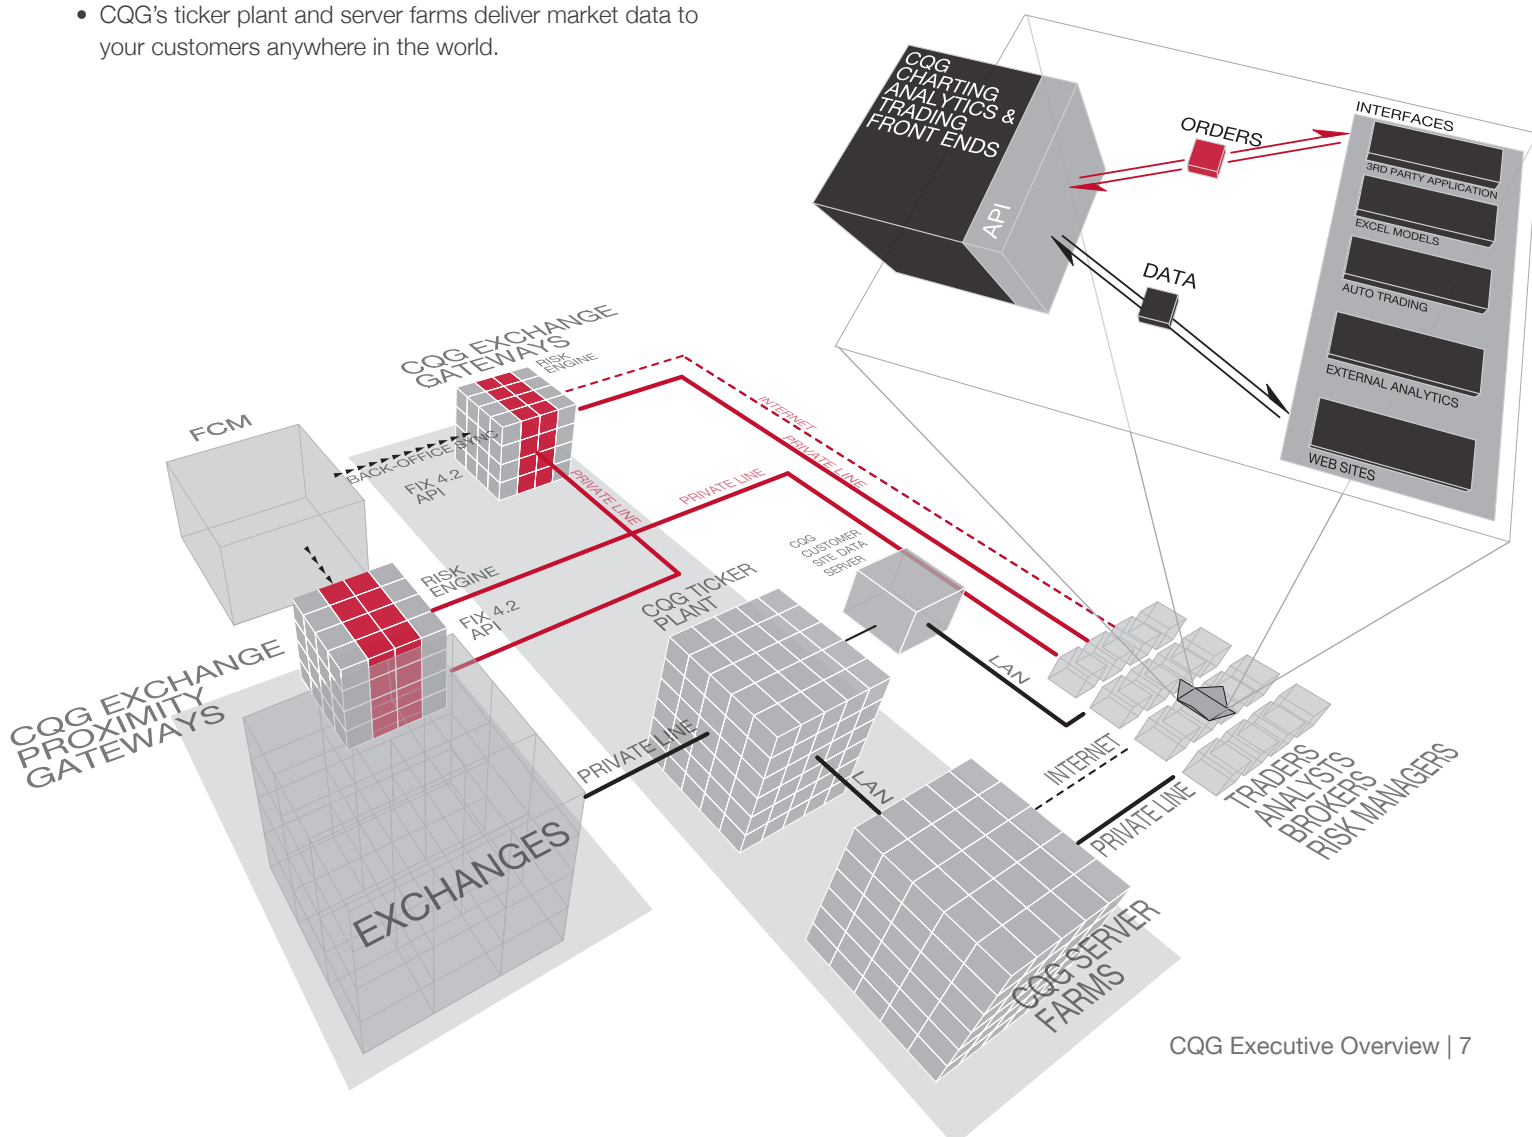 • CQG’s ticker plant and server farms deliver market data to
your customers anywhere in the world.
CQG
CHARTING
ANALYTICS &
TRADING
FRONT ENDS
API
ORDERS
DATA
INTERFACES
3RD PARTY APPLICATION
EXCEL MODELS
AUTO TRADING
EXTERNAL ANALYTICS
WEB SITES
CQG EXCHANGE
GATEWAYS
RISK
ENGINE
FCM
BACK-OFFICE SYNC
FIX 4.2
API
INTERNET
PRIVATE LINE
PRIVATE LINE
PRIVATE LINE
RISK
ENGINE
FIX 4.2
API
CQG
CUSTOMER
SITE DATA
SERVER
CQG TICKER
PLANT
CQG EXCHANGE
PROXIMITY
GATEWAYS
LAN
PRIVATE LINE
LAN
INTERNET
PRIVATE LINE
TRADERS
ANALYSTS
BROKERS
RISK MANAGERS
EXCHANGES
CQG SERVER
FARMS
CQG Executive Overview | 7